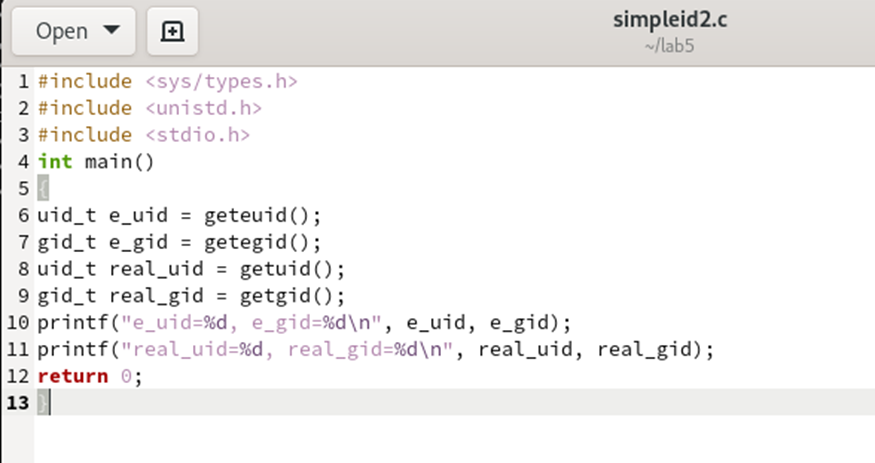 Open
simpleid2.c
~/lab5
1 #include <sys/types.h>
2 #include <unistd.h>
3 #include <stdio.h>
4 int main()
5 {
6 uid_t e_uid = geteuid();
7 gid_t e_gid = getegid();
8 uid_t real_uid = getuid();
9 gid_t real_gid = getgid();
10 printf("e_uid=%d, e_gid=%d\n", e_uid, e_gid);
11 printf("real_uid=%d, real_gid=%d\n", real_uid, real_gid);
12 return 0;
13 }